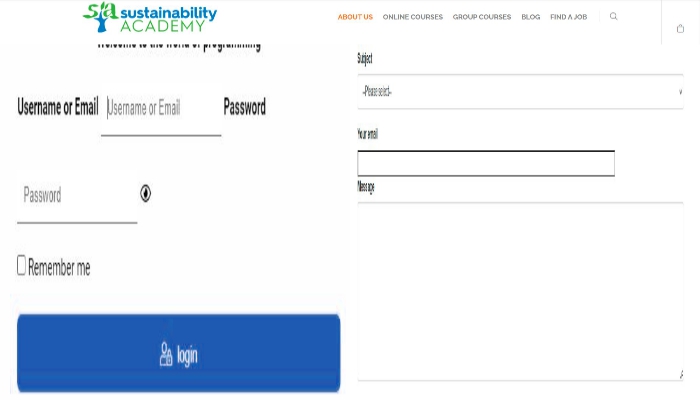 sa sustainability
ACADEMY
ABOUT US ONLINE COURSES GROUP COURSES BLOG FIND A JOB
Welcome to the world of programming
Username or Email Username or Email Password
Password
Remember me
login
Subject
--Please select--
Your email
Message